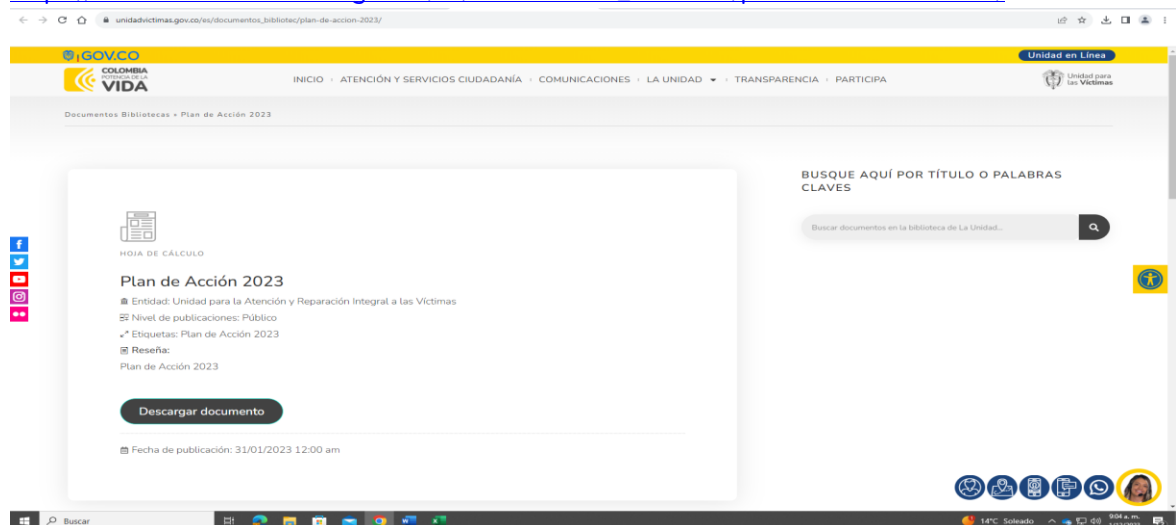 unidadvictimas.gov.co/es/documentos_bibliotec/plan-de-accion-2023/
GOV.CO
Unidad en Línea
COLOMBIA
POTENCIA DE LA
VIDA
INICIO
ATENCIÓN Y SERVICIOS CIUDADANÍA
COMUNICACIONES
LA UNIDAD
TRANSPARENCIA
PARTICIPA
Unidad para
las Víctimas
Documentos Bibliotecas » Plan de Acción 2023
BUSQUE AQUÍ POR TÍTULO O PALABRAS
CLAVES
Buscar documentos en la biblioteca de La Unidad...
HOJA DE CÁLCULO
Plan de Acción 2023
Entidad: Unidad para la Atención y Reparación Integral a las Víctimas
Nivel de publicaciones: Público
Etiquetas: Plan de Acción 2023
Reseña:
Plan de Acción 2023
Descargar documento
Fecha de publicación: 31/01/2023 12:00 am
Buscar
14°C Soleado
9:04 a. m.